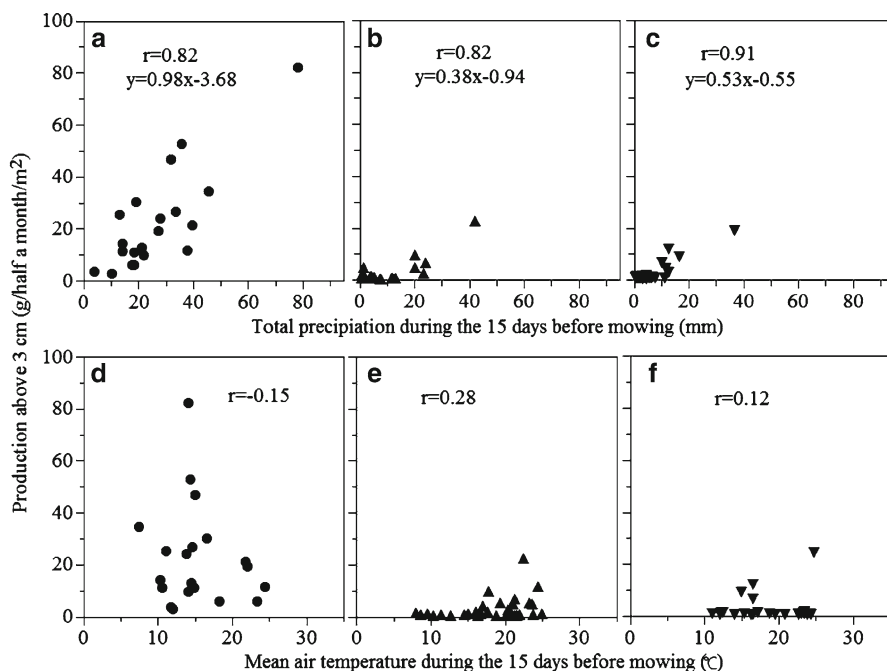 Production above 3 cm (g/half a month/m²)
100
80
60
40
20
0
a
r=0.82
y=0.98x-3.68
b
r=0.82
y=0.38x-0.94
c
r=0.91
y=0.53x-0.55
0 20 40 60 80 0 20 40 60 80 0 20 40 60 80
Total precipiation during the 15 days before mowing (mm)
100
80
60
40
20
0
d
r=-0.15
e
r=0.28
f
r=0.12
0 10 20 30 0 10 20 30 0 10 20 30
Mean air temperature during the 15 days before mowing (℃)